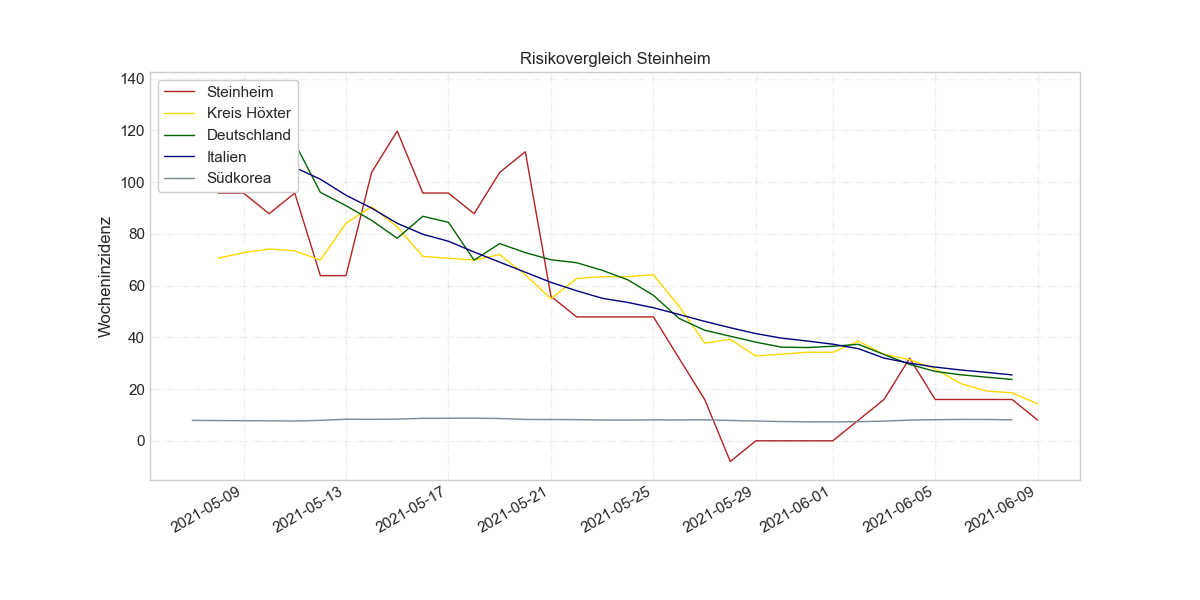 Risikovergleich Steinheim
Wocheninzidenz
140
120
100
80
60
40
20
0
Steinheim
Kreis Höxter
Deutschland
Italien
Südkorea
2021-05-09
2021-05-13
2021-05-17
2021-05-21
2021-05-25
2021-05-29
2021-06-01
2021-06-05
2021-06-09